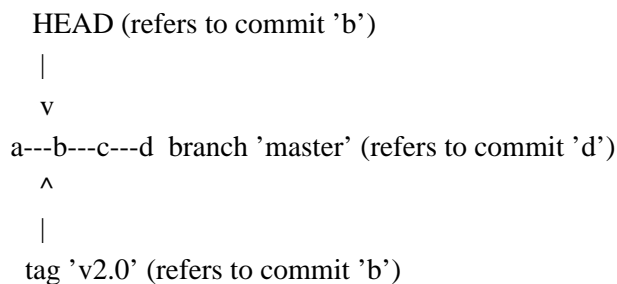 HEAD (refers to commit ’b’)
|
v
a---b---c---d branch ’master’ (refers to commit ’d’)
^
|
tag ’v2.0’ (refers to commit ’b’)